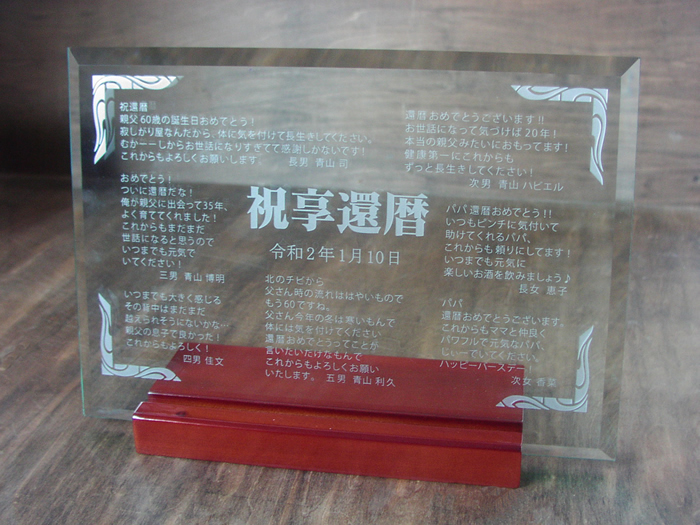 祝還暦
親父60歳の誕生日おめでとう！
寂しがり屋なんだから、体に気を付けて長生きしてください。
むかーーしからお世話になりすぎてて感謝しかないです！
これからもよろしくお願いします。 長男 青山 司
還暦おめでとうございます!!
お世話になって気づけば20年！
本当の親父みたいにおもってます！
健康第一にこれからも
ずっと長生きしてください！
次男 青山 ハビエル
おめでとう！
ついに還暦だな！
俺が親父に出会って35年、
よく育ててくれました！
これからもまだまだ
世話になると思うので
いつまでも元気で
いてください！
三男 青山 博明
祝享還暦
令和2年1月10日
パパ還暦おめでとう!!
いつもピンチに気付いて
助けてくれるパパ、
これからも頼りにしてます！
いつまでも元気に
楽しいお酒を飲みましょう♪
長女 恵子
いつまでも大きく感じる
その背中はまだまだ
越えられそうにないかな…
親父の息子で良かった！
これからもよろしく！
四男 佳文
北のチビから
父さん時の流れははやいもので
もう60ですね。
父さん今年の冬は寒いもんで
体には気を付けてください
還暦おめでとうってことが
言いたいだけなもんで
これからもよろしくお願い
いたします。 五男 青山 利久
パパ
還暦おめでとうございます。
これからもママと仲良く
パワフルで元気なパパ、
じぃーでいてください。
ハッピーバースデー！
次女 香菜